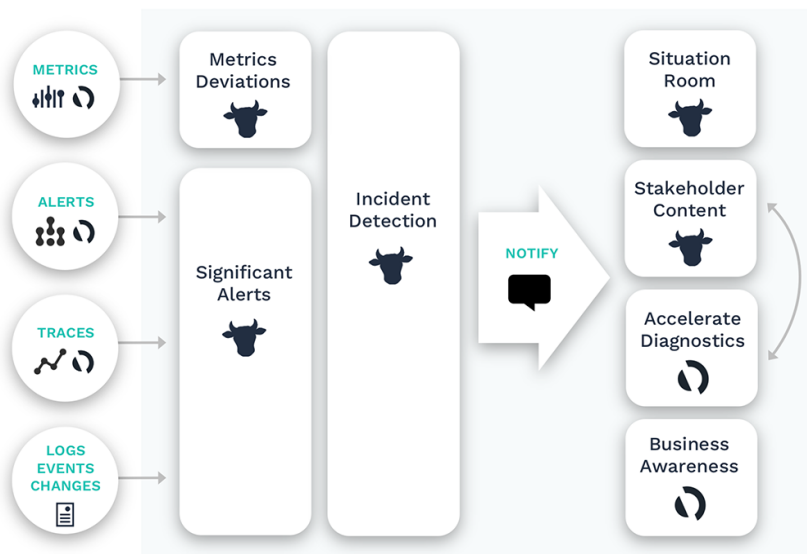 METRICS
ALERTS
TRACES
LOGS
EVENTS
CHANGES
Metrics
Deviations
Significant
Alerts
Incident
Detection
NOTIFY
Situation
Room
Stakeholder
Content
Accelerate
Diagnostics
Business
Awareness